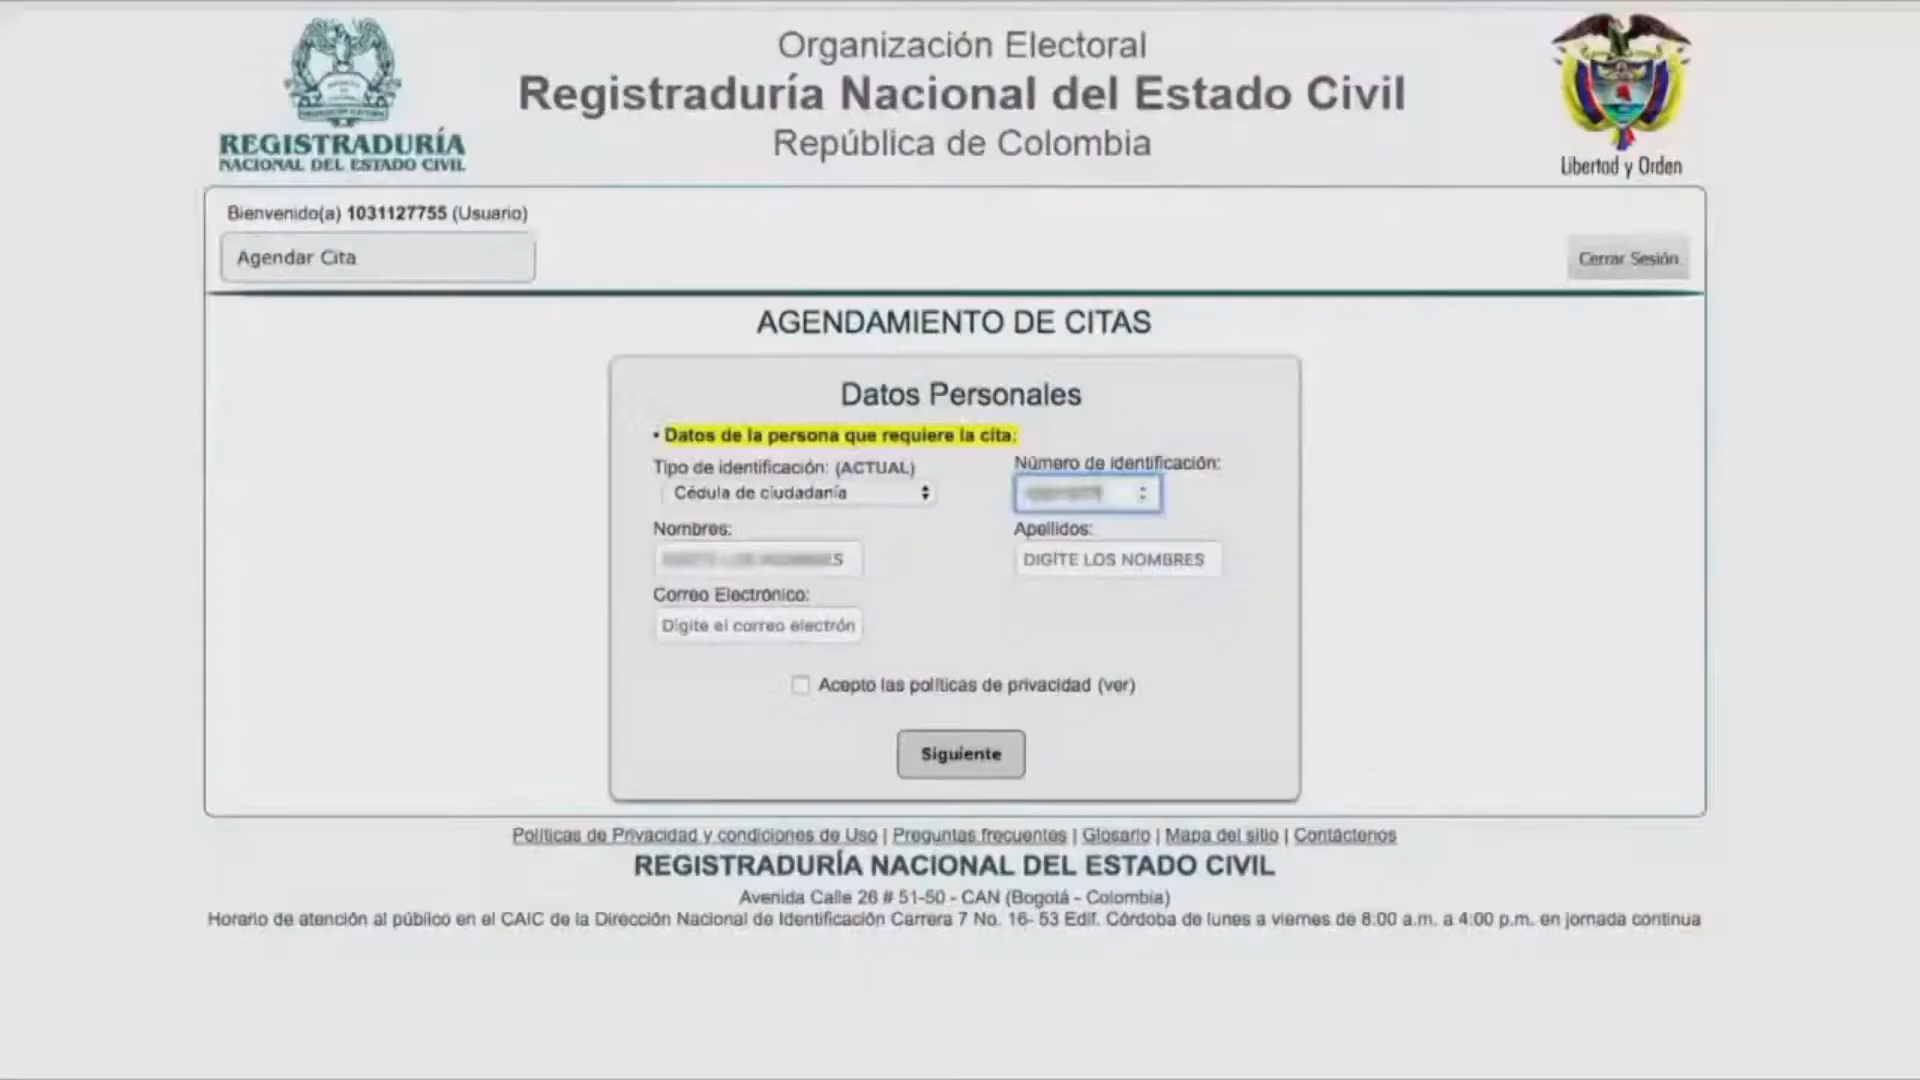 Organización Electoral
Registraduría Nacional del Estado Civil
República de Colombia
REGISTRADURÍA
NACIONAL DEL ESTADO CIVIL
Libertad y Orden
Bienvenido(a) 1031127755 (Usuario)
Agendar Cita
Cerrar Sesión
AGENDAMIENTO DE CITAS
Datos Personales
• Datos de la persona que requiere la cita:
Tipo de identificación: (ACTUAL) Número de identificación:
Cédula de ciudadanía
Nombres: Apellidos:
DIGITE LOS NOMBRES
Correo Electrónico:
Digite el correo electrón
Acepto las políticas de privacidad (ver)
Siguiente
Políticas de Privacidad y condiciones de Uso | Preguntas frecuentes | Glosario | Mapa del sitio | Contáctenos
REGISTRADURÍA NACIONAL DEL ESTADO CIVIL
Avenida Calle 26 # 51-50 - CAN (Bogotá - Colombia)
Horario de atención al público en el CAIC de la Dirección Nacional de Identificación Carrera 7 No. 16- 53 Edif. Córdoba de lunes a viernes de 8:00 a.m. a 4:00 p.m. en jornada continua